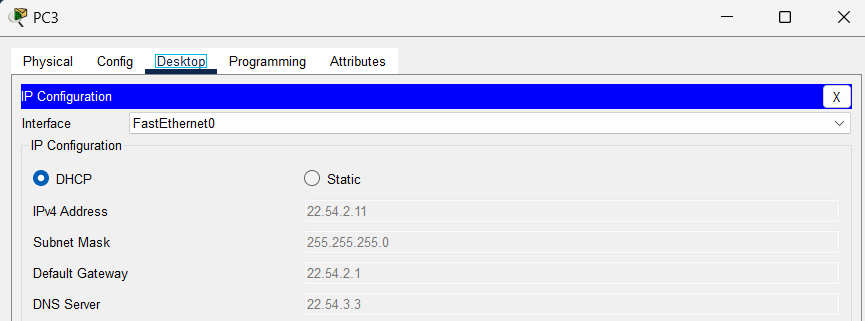 PC3
Physical Config Desktop Programming Attributes
IP Configuration X
Interface FastEthernet0
IP Configuration
DHCP Static
IPv4 Address 22.54.2.11
Subnet Mask 255.255.255.0
Default Gateway 22.54.2.1
DNS Server 22.54.3.3